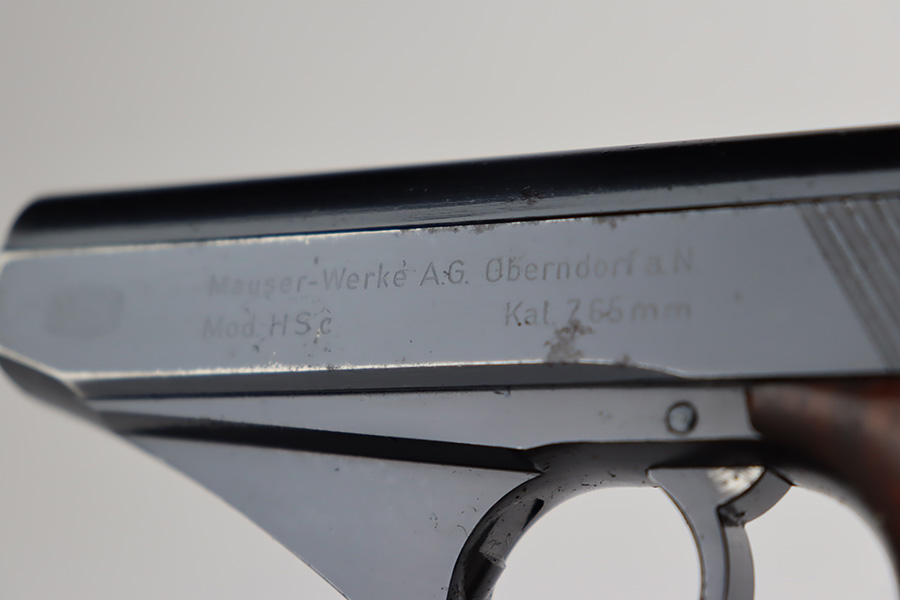 Mauser-Werke A.G. Oberndorf a.N
Mod. HSc Kal. 7,65mm